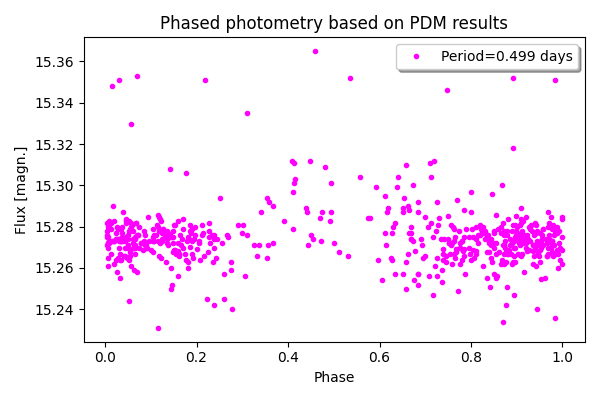 Phased photometry based on PDM results
Period=0.499 days
Flux [magn.]
15.36
15.34
15.32
15.30
15.28
15.26
15.24
0.0 0.2 0.4 0.6 0.8 1.0
Phase